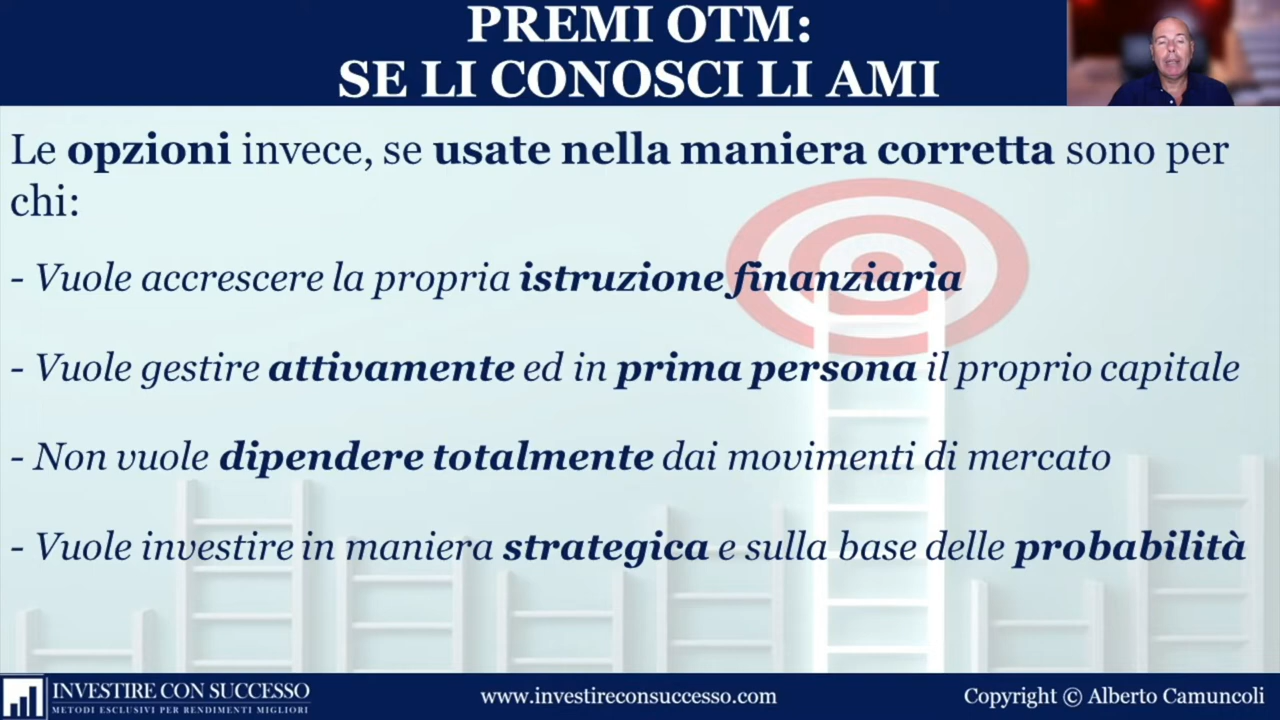 PREMI OTM:
SE LI CONOSCI LI AMI
Le opzioni invece, se usate nella maniera corretta sono per
chi:
- Vuole accrescere la propria istruzione finanziaria
- Vuole gestire attivamente ed in prima persona il proprio capitale
- Non vuole dipendere totalmente dai movimenti di mercato
- Vuole investire in maniera strategica e sulla base delle probabilità
INVESTIRE CON SUCCESSO
METODI ESCLUSIVI PER RENDIMENTI MIGLIORI
www.investireconsuccesso.com
Copyright © Alberto Camuncoli